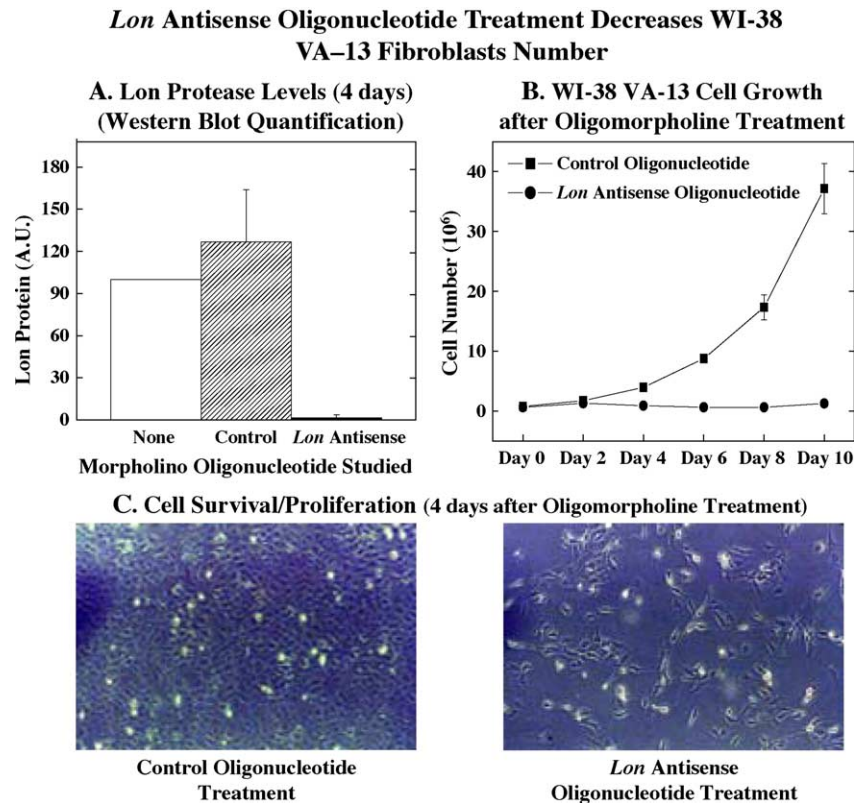 Lon Antisense Oligonucleotide Treatment Decreases WI-38
VA–13 Fibroblasts Number
A. Lon Protease Levels (4 days)
(Western Blot Quantification)
180
150
120
90
60
30
0
Lon Protein (A.U.)
None Control Lon Antisense
Morpholino Oligonucleotide Studied
B. WI-38 VA-13 Cell Growth
after Oligomorpholine Treatment
Control Oligonucleotide
Lon Antisense Oligonucleotide
40
30
20
10
0
Cell Number (10⁶)
Day 0 Day 2 Day 4 Day 6 Day 8 Day 10
C. Cell Survival/Proliferation (4 days after Oligomorpholine Treatment)
Control Oligonucleotide
Treatment
Lon Antisense
Oligonucleotide Treatment